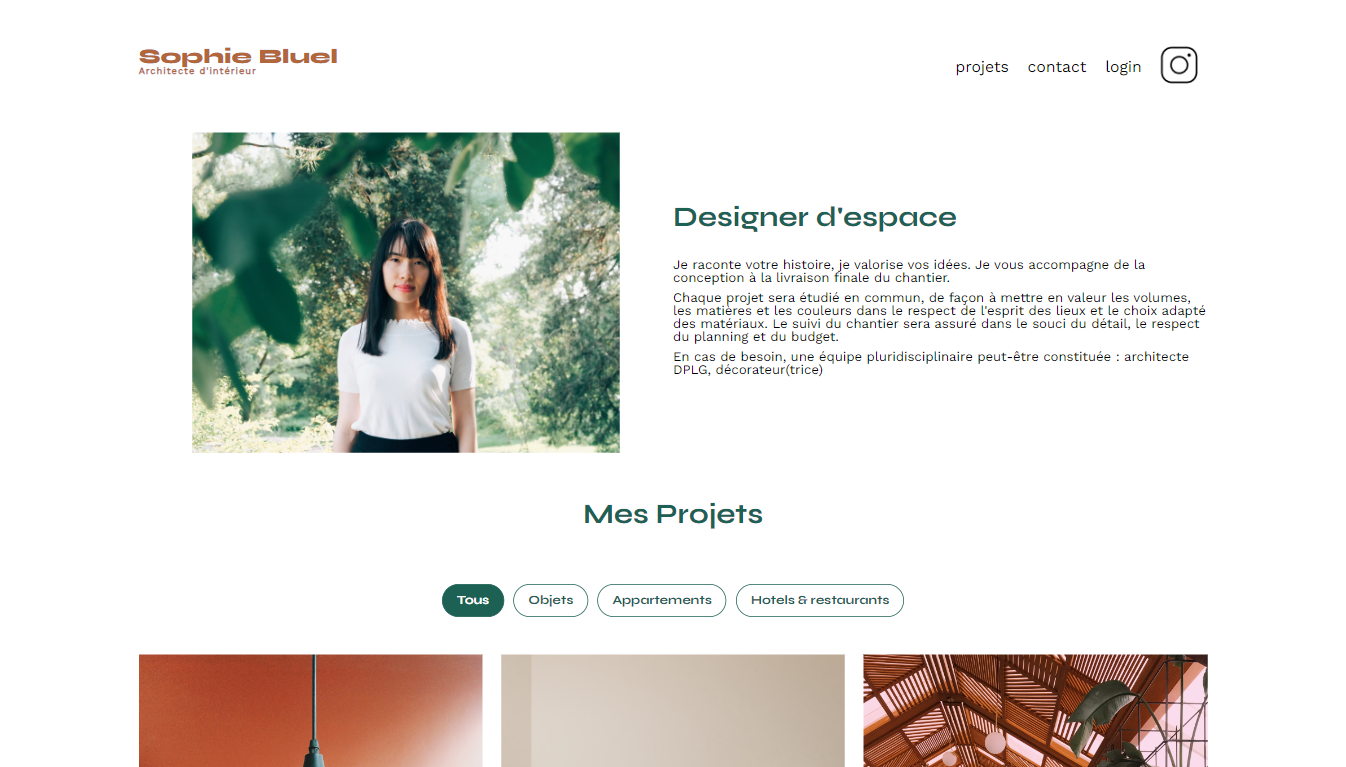 Sophie Bluel
Architecte d'intérieur
projets contact login
Designer d'espace
Je raconte votre histoire, je valorise vos idées. Je vous accompagne de la
conception à la livraison finale du chantier.
Chaque projet sera étudié en commun, de façon à mettre en valeur les volumes,
les matières et les couleurs dans le respect de l'esprit des lieux et le choix adapté
des matériaux. Le suivi du chantier sera assuré dans le souci du détail, le respect
du planning et du budget.
En cas de besoin, une équipe pluridisciplinaire peut-être constituée : architecte
DPLG, décorateur(trice)
Mes Projets
Tous Objets Appartements Hotels & restaurants